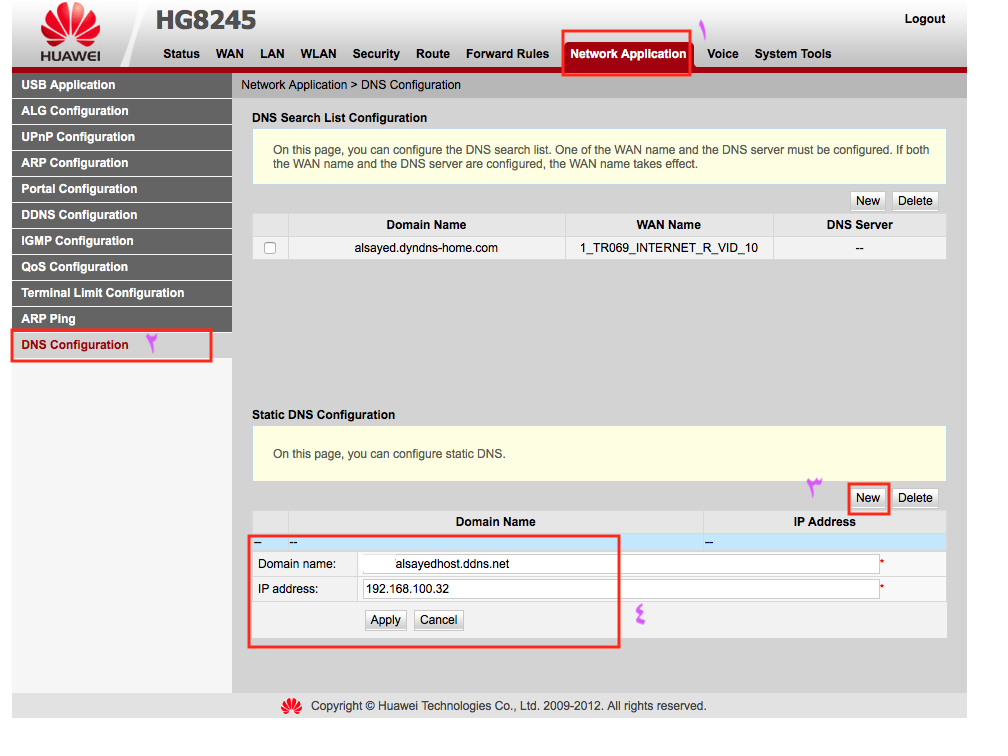 HG8245
Logout
HUAWEI
Status WAN LAN WLAN Security Route Forward Rules Network Application Voice System Tools
١
USB Application
ALG Configuration
UPnP Configuration
ARP Configuration
Portal Configuration
DDNS Configuration
IGMP Configuration
QoS Configuration
Terminal Limit Configuration
ARP Ping
DNS Configuration ٢
Network Application > DNS Configuration
DNS Search List Configuration
On this page, you can configure the DNS search list. One of the WAN name and the DNS server must be configured. If both
the WAN name and the DNS server are configured, the WAN name takes effect.
New Delete
Domain Name WAN Name DNS Server
alsayed.dyndns-home.com 1_TR069_INTERNET_R_VID_10 --
Static DNS Configuration
On this page, you can configure static DNS.
٣ New Delete
Domain Name IP Address
-- -- --
Domain name: alsayedhost.ddns.net *
IP address: 192.168.100.32 *
Apply Cancel ٤
Copyright © Huawei Technologies Co., Ltd. 2009-2012. All rights reserved.